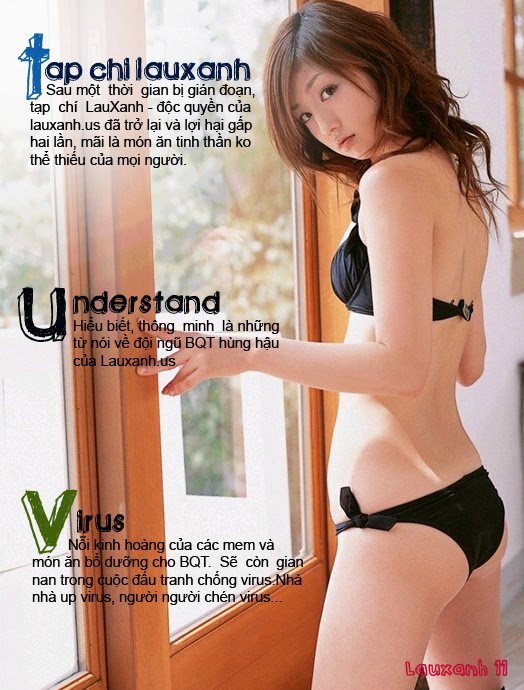 tap chi lauxanh
Sau một thời gian bị gián đoạn,
tạp chí LauXanh - độc quyền của
lauxanh.us đã trở lại và lợi hại gấp
hai lần, mãi là món ăn tinh thần ko
thể thiếu của mọi người.
Understand
Hiểu biết, thông minh là những
từ nói về đội ngũ BQT hùng hậu
của Lauxanh.us
Virus
Nỗi kinh hoàng của các mem và
món ăn bổ dưỡng cho BQT. Sẽ còn gian
nan trong cuộc đấu tranh chống virus.Nhà
nhà up virus, người người chén virus...
Lauxanh 11